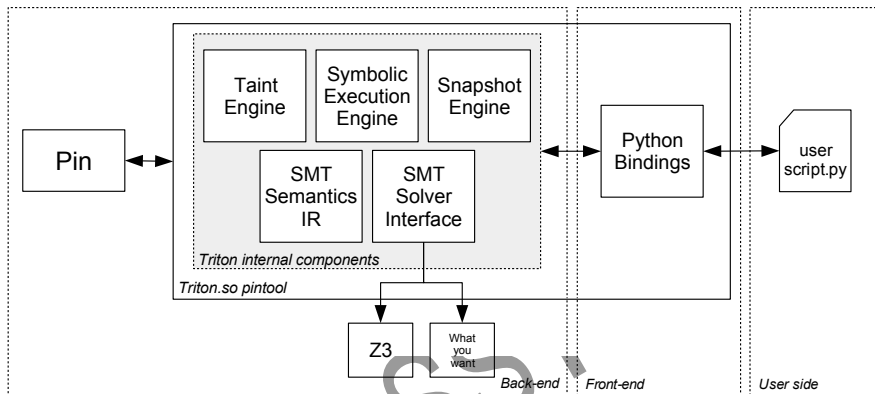 Taint
Engine
Symbolic
Execution
Engine
Snapshot
Engine
Pin
Python
Bindings
user
script.py
SMT
Semantics
IR
SMT
Solver
Interface
Triton internal components
Triton.so pintool
Z3
What
you
want
Back-end
Front-end
User side